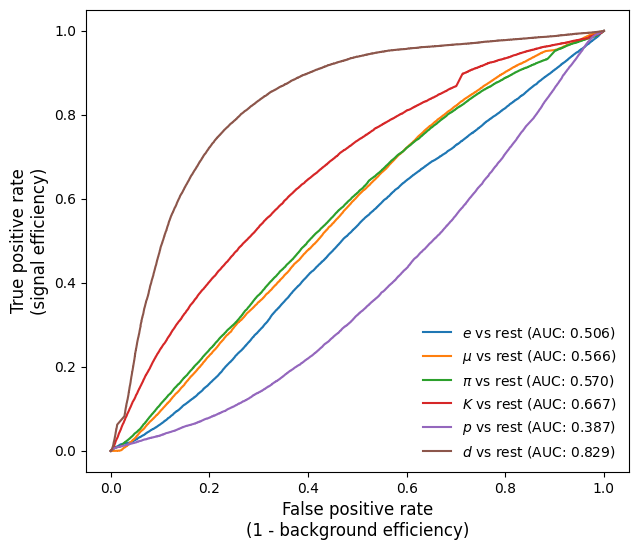 True positive rate
(signal efficiency)
1.0
0.8
0.6
0.4
0.2
0.0
e vs rest (AUC: 0.506)
μ vs rest (AUC: 0.566)
π vs rest (AUC: 0.570)
K vs rest (AUC: 0.667)
p vs rest (AUC: 0.387)
d vs rest (AUC: 0.829)
0.0 0.2 0.4 0.6 0.8 1.0
False positive rate
(1 - background efficiency)